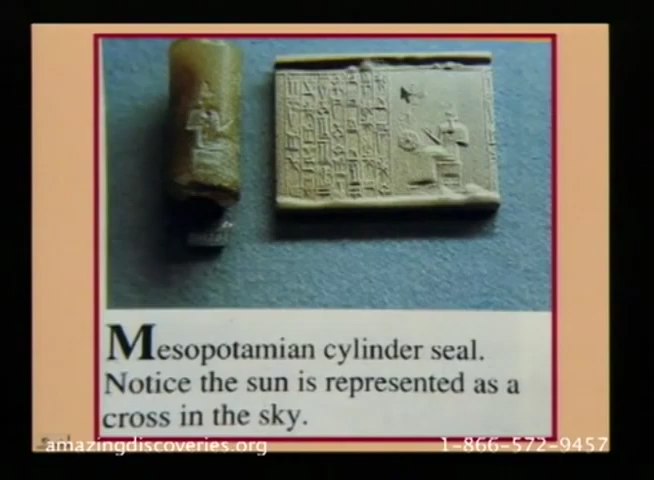 Mesopotamian cylinder seal.
Notice the sun is represented as a
cross in the sky.
amazingdiscoveries.org
1-866-572-9457